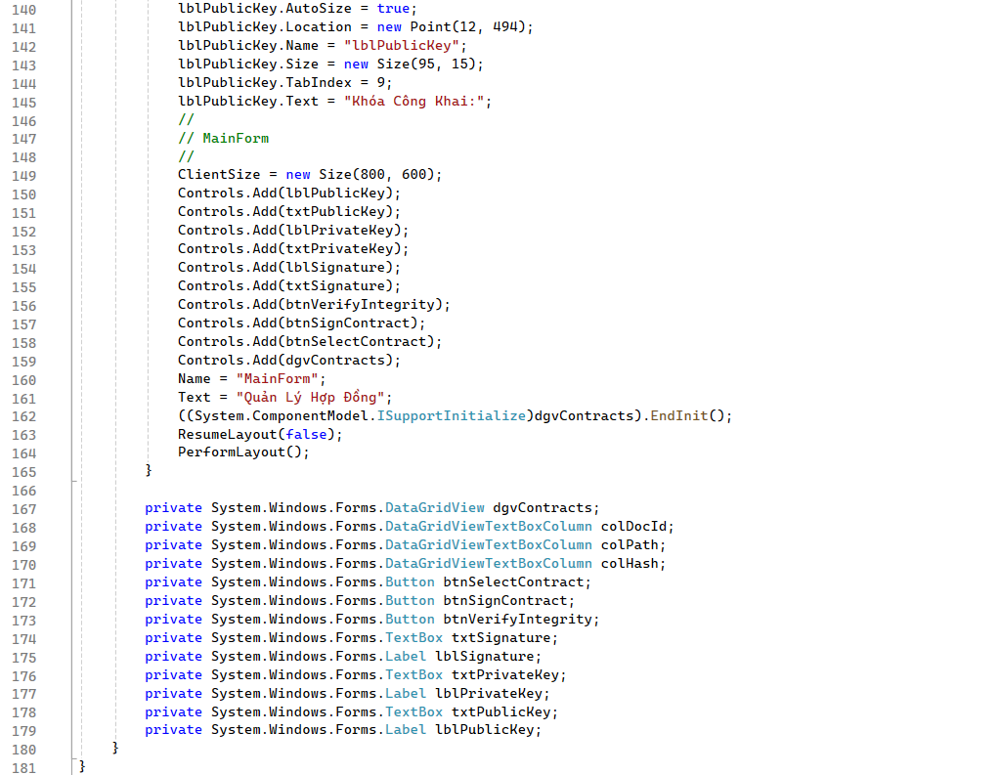 140 lblPublicKey.AutoSize = true;
141 lblPublicKey.Location = new Point(12, 494);
142 lblPublicKey.Name = "lblPublicKey";
143 lblPublicKey.Size = new Size(95, 15);
144 lblPublicKey.TabIndex = 9;
145 lblPublicKey.Text = "Khóa Công Khai:";
146 //
147 // MainForm
148 //
149 ClientSize = new Size(800, 600);
150 Controls.Add(lblPublicKey);
151 Controls.Add(txtPublicKey);
152 Controls.Add(lblPrivateKey);
153 Controls.Add(txtPrivateKey);
154 Controls.Add(lblSignature);
155 Controls.Add(txtSignature);
156 Controls.Add(btnVerifyIntegrity);
157 Controls.Add(btnSignContract);
158 Controls.Add(btnSelectContract);
159 Controls.Add(dgvContracts);
160 Name = "MainForm";
161 Text = "Quản Lý Hợp Đồng";
162 ((System.ComponentModel.ISupportInitialize)dgvContracts).EndInit();
163 ResumeLayout(false);
164 PerformLayout();
165 }
166
167 private System.Windows.Forms.DataGridView dgvContracts;
168 private System.Windows.Forms.DataGridViewTextBoxColumn colDocId;
169 private System.Windows.Forms.DataGridViewTextBoxColumn colPath;
170 private System.Windows.Forms.DataGridViewTextBoxColumn colHash;
171 private System.Windows.Forms.Button btnSelectContract;
172 private System.Windows.Forms.Button btnSignContract;
173 private System.Windows.Forms.Button btnVerifyIntegrity;
174 private System.Windows.Forms.TextBox txtSignature;
175 private System.Windows.Forms.Label lblSignature;
176 private System.Windows.Forms.TextBox txtPrivateKey;
177 private System.Windows.Forms.Label lblPrivateKey;
178 private System.Windows.Forms.TextBox txtPublicKey;
179 private System.Windows.Forms.Label lblPublicKey;
180 }
181 }